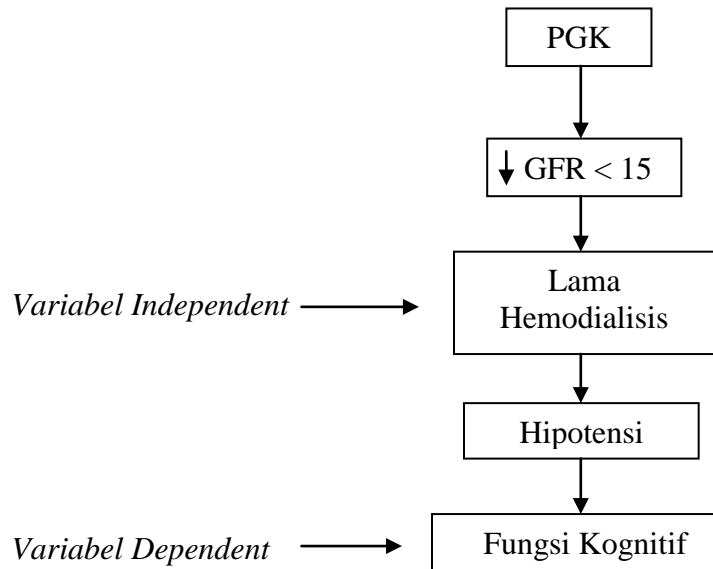 PGK
↓ GFR < 15
Lama
Hemodialisis
Variabel Independent
Hipotensi
Fungsi Kognitif
Variabel Dependent